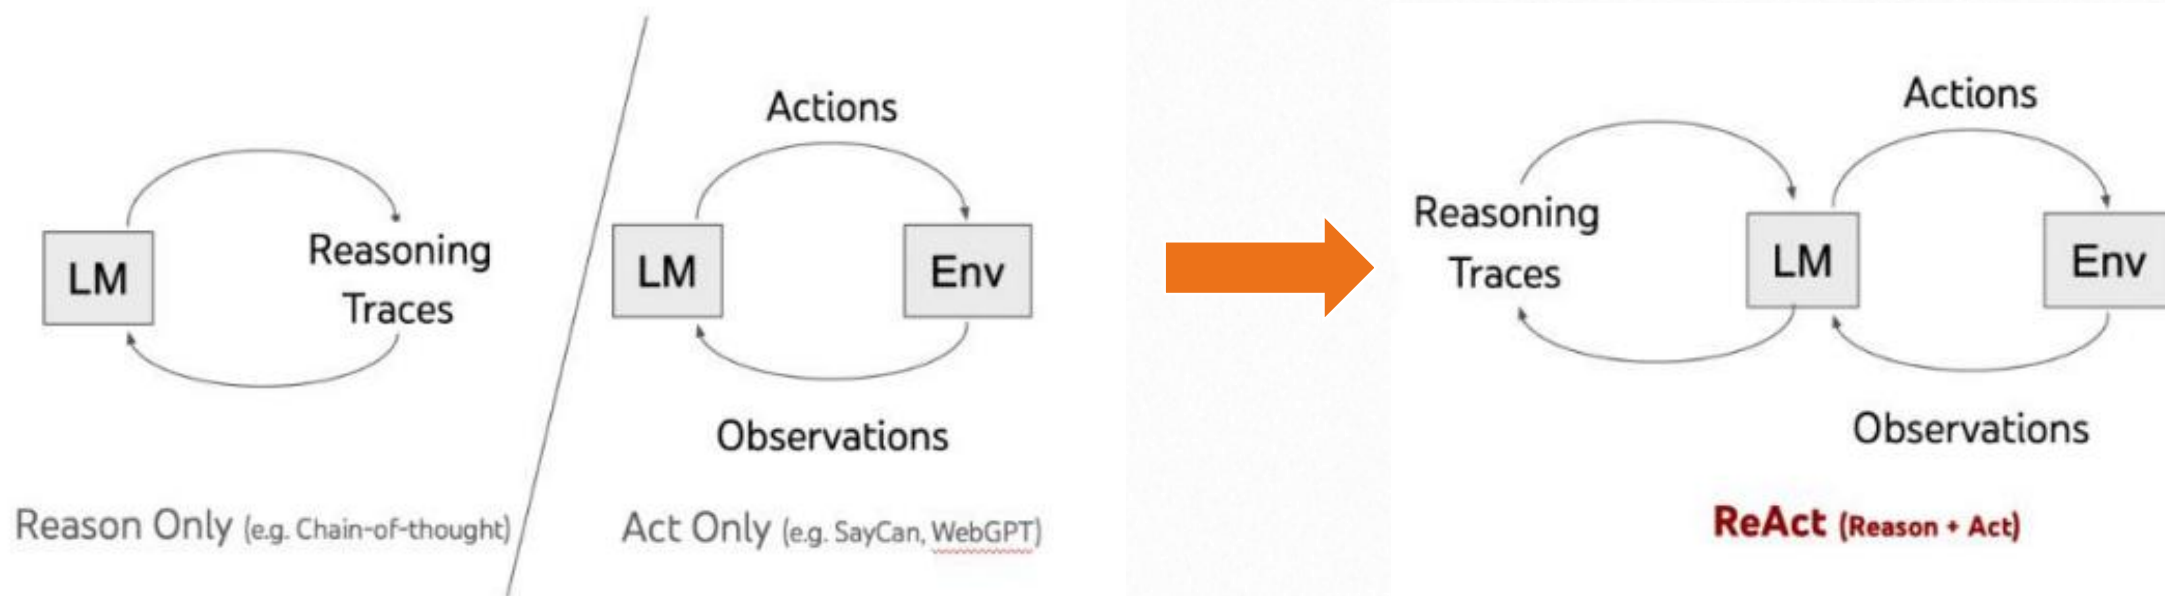 LM
Reasoning
Traces
Reason Only (e.g. Chain-of-thought)
Actions
LM
Env
Observations
Act Only (e.g. SayCan, WebGPT)
Actions
Reasoning
Traces
LM
Env
Observations
ReAct (Reason + Act)